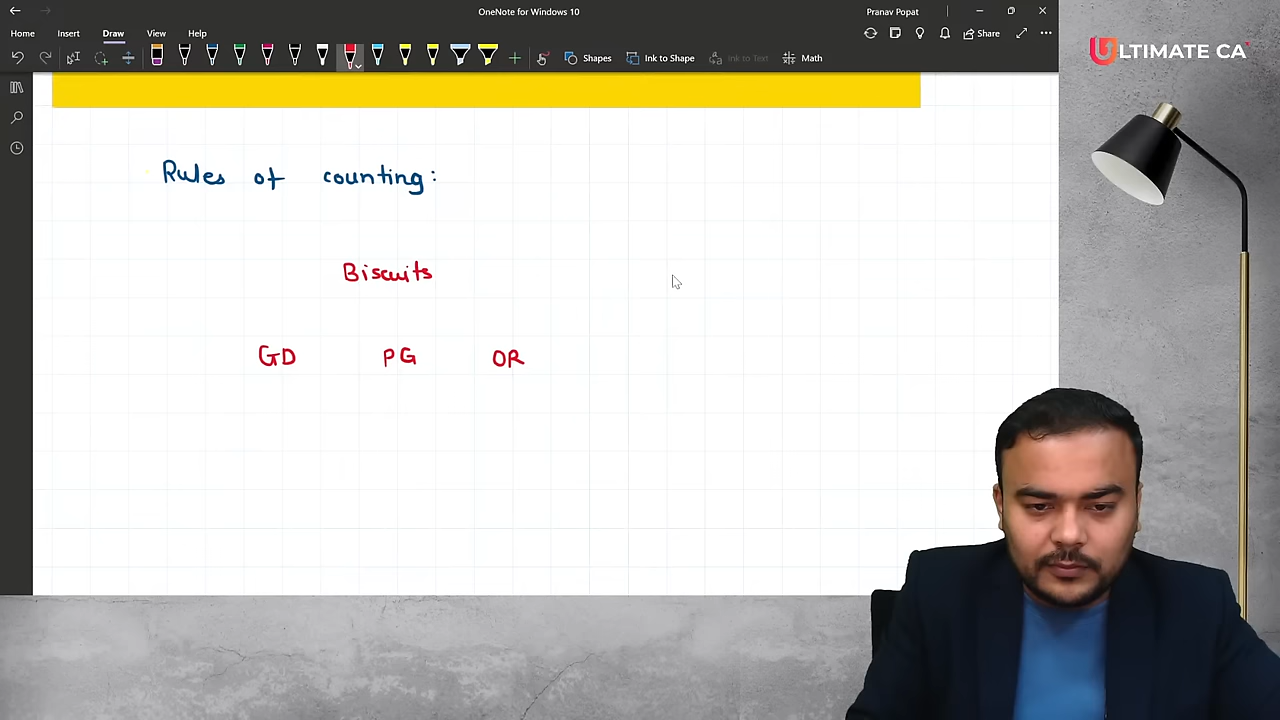 OneNote for Windows 10
Pranav Popat
Home Insert Draw View Help
Share
Shapes Ink to Shape Ink to Text Math
ULTIMATE CA
Rules of counting:
Biscuits
GD PG OR